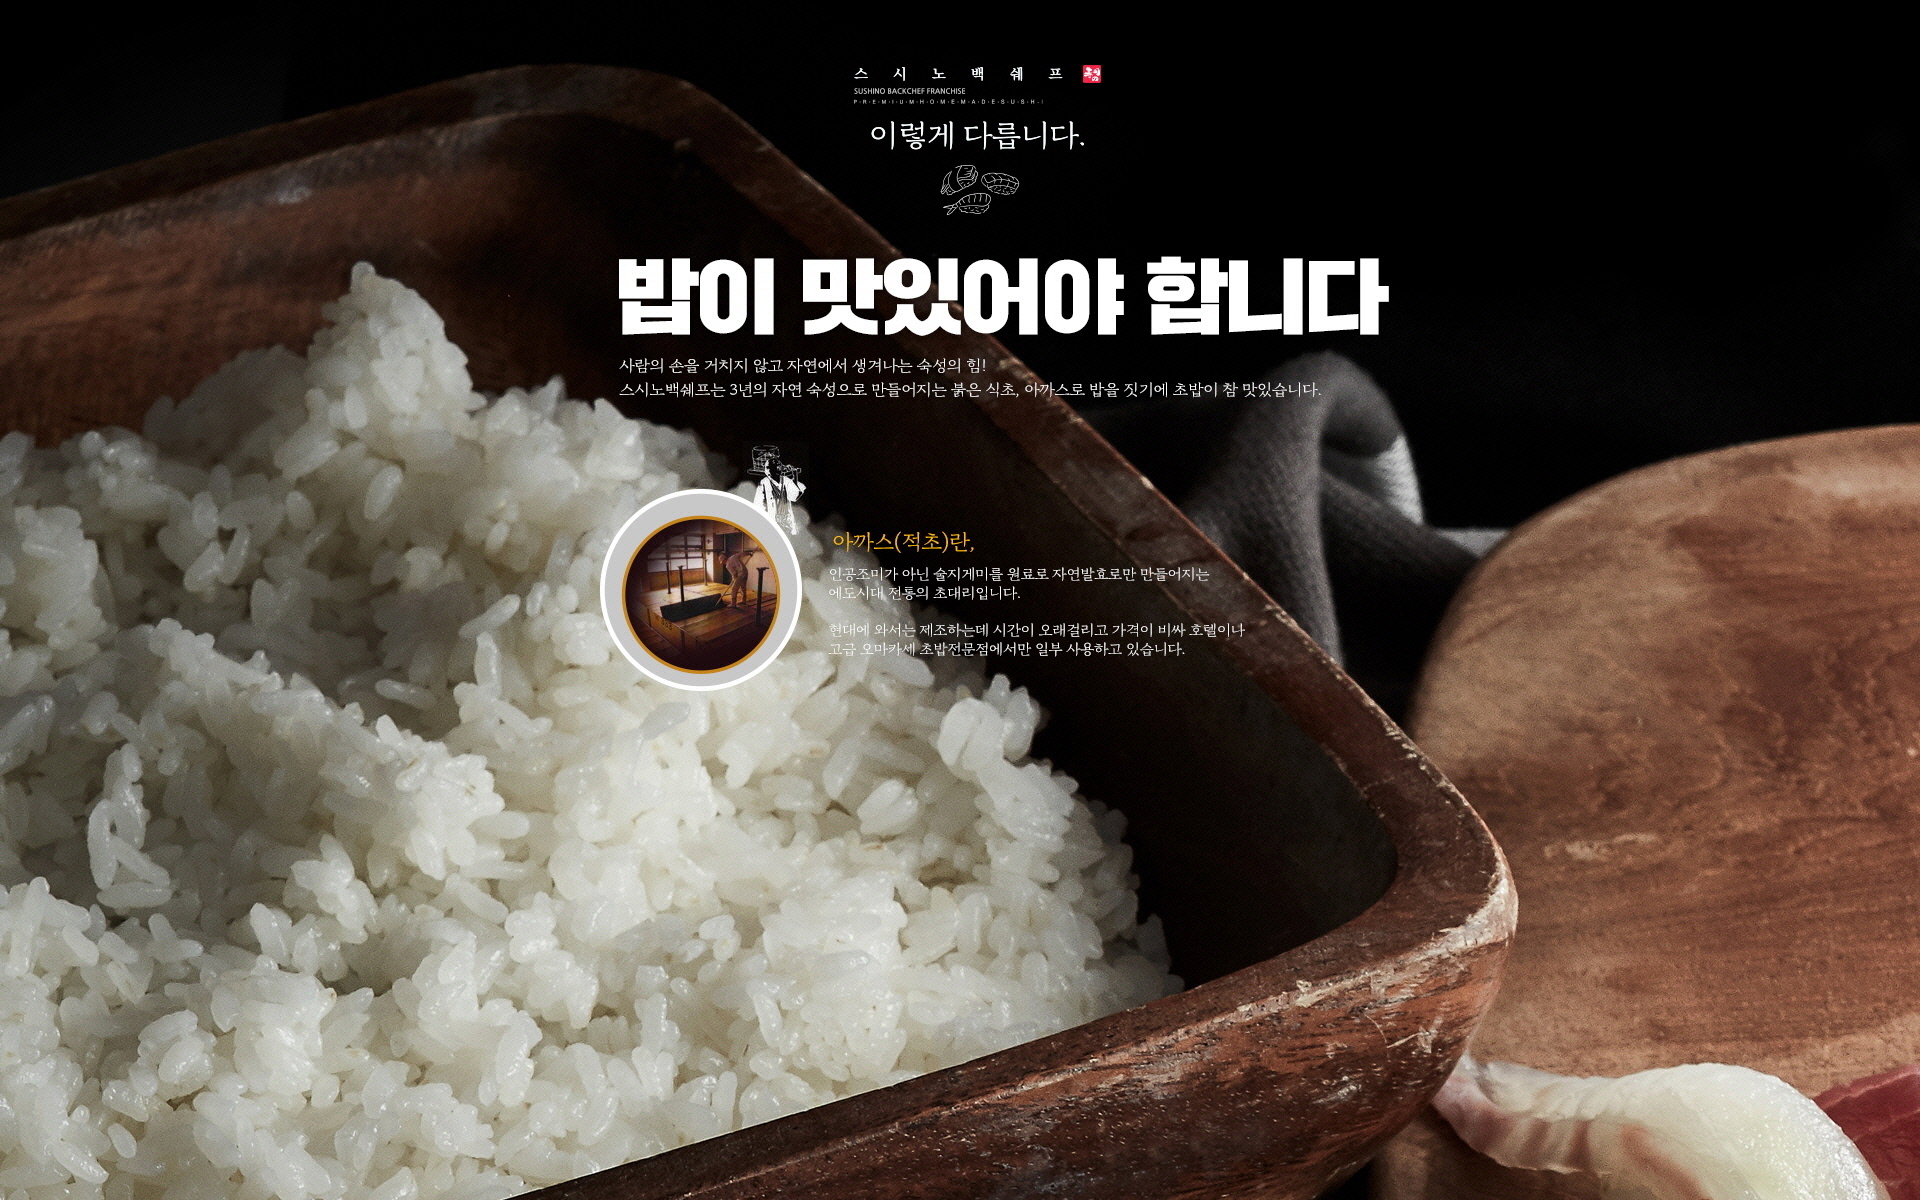 스시노백쉐프
SUSHINO BACKCHEF FRANCHISE
P·R·E·M·I·U·M·H·O·M·E·M·A·D·E·S·U·S·H·I
이렇게 다릅니다.
밥이 맛있어야 합니다
사람의 손을 거치지 않고 자연에서 생겨나는 숙성의 힘!
스시노백쉐프는 3년의 자연 숙성으로 만들어지는 붉은 식초, 아까스로 밥을 짓기에 초밥이 참 맛있습니다.
아까스(적초)란,
인공조미가 아닌 술지게미를 원료로 자연발효로만 만들어지는
에도시대 전통의 초대리입니다.
현대에 와서는 제조하는데 시간이 오래걸리고 가격이 비싸 호텔이나
고급 오마카세 초밥전문점에서만 일부 사용하고 있습니다.